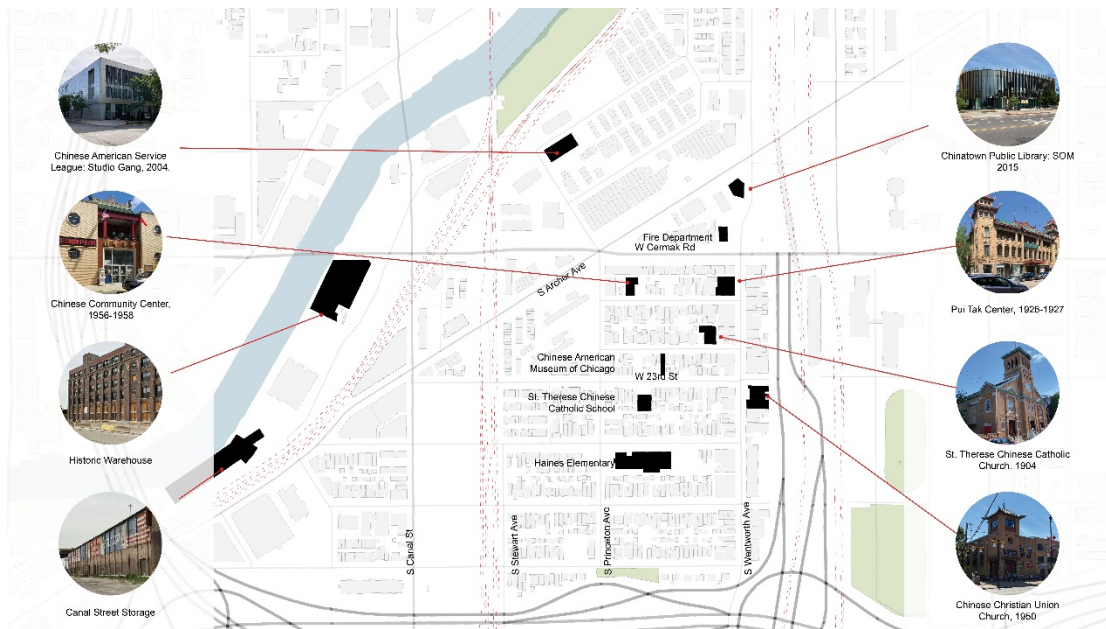 Chinese American Service
League: Studio Gang, 2004.
Chinese Community Center,
1956-1958
Historic Warehouse
Canal Street Storage
Chinatown Public Library: SOM
2015
Pui Tak Center, 1926-1927
St. Therese Chinese Catholic
Church. 1904
Chinese Christian Union
Church, 1950
Fire Department
W Cermak Rd
S Archer Ave
Chinese American
Museum of Chicago
W 23rd St
St. Therese Chinese
Catholic School
Haines Elementary
S Canal St
S Stewart Ave
S Princeton Ave
S Wentworth Ave